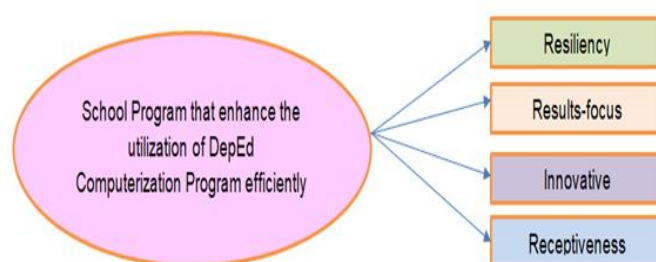 School Program that enhance the
utilization of DepEd
Computerization Program efficiently
Resiliency
Results-focus
Innovative
Receptiveness